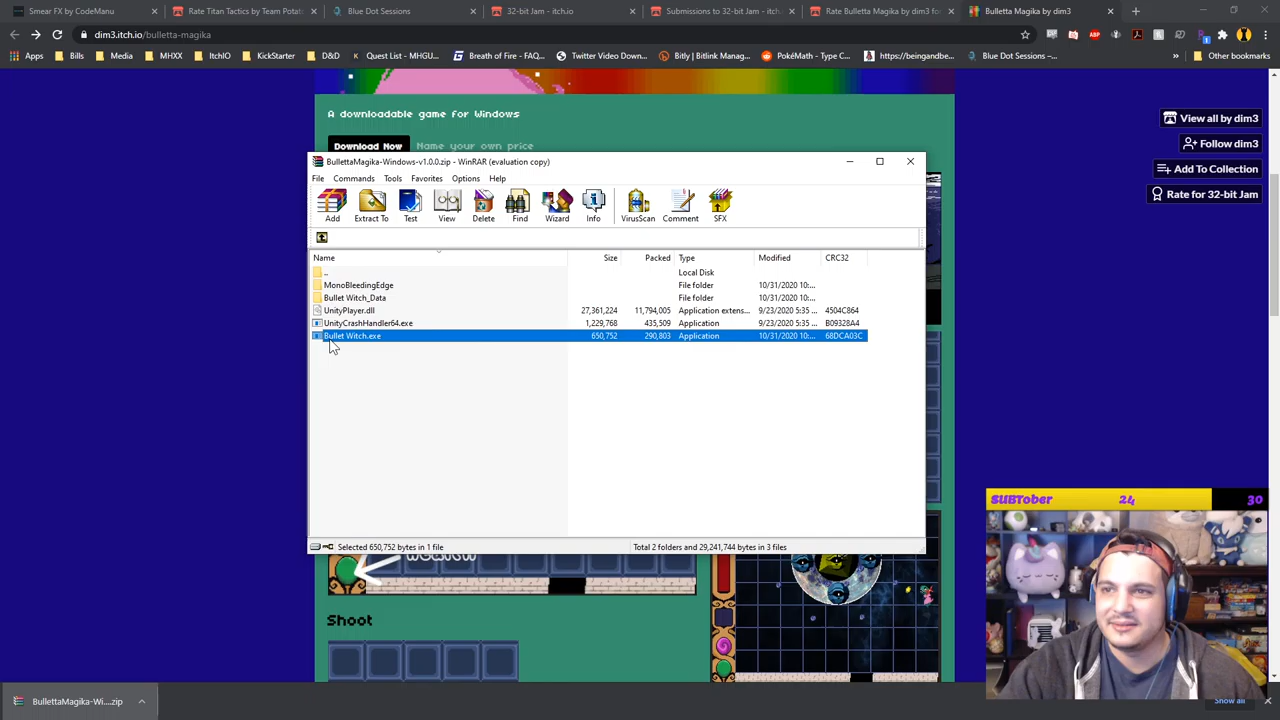 Smear FX by CodeManu
Rate Titan Tactics by Team Potat
Blue Dot Sessions
32-bit Jam - itch.io
Submissions to 32-bit Jam - itch
Rate Bulletta Magika by dim3 fo
Bulletta Magika by dim3
dim3.itch.io/bulletta-magika
Apps
Bills
Media
MHXX
ItchIO
KickStarter
D&D
Quest List - MHGU...
Breath of Fire - FAQ...
Twitter Video Down...
Bitly | Bitlink Manag...
PokéMath - Type C...
https://beingandbe...
Blue Dot Sessions –...
Other bookmarks
A downloadable game for Windows
Download Now
Name your own price
View all by dim3
Follow dim3
Add To Collection
Rate for 32-bit Jam
BullettaMagika-Windows-v1.0.0.zip - WinRAR (evaluation copy)
File Commands Tools Favorites Options Help
Add Extract To Test View Delete Find Wizard Info VirusScan Comment SFX
Name Size Packed Type Modified CRC32
.. Local Disk
MonoBleedingEdge File folder 10/31/2020 10:...
Bullet Witch_Data File folder 10/31/2020 10:...
UnityPlayer.dll 27,361,224 11,794,005 Application extens... 9/23/2020 5:35 ... 4504C864
UnityCrashHandler64.exe 1,229,768 435,509 Application 9/23/2020 5:35 ... B09328A4
Bullet Witch.exe 650,752 290,803 Application 10/31/2020 10:... 68DCA03C
Selected 650,752 bytes in 1 file
Total 2 folders and 29,241,744 bytes in 3 files
Shoot
SUBTober 24 30
BullettaMagika-Wi....zip
Show all